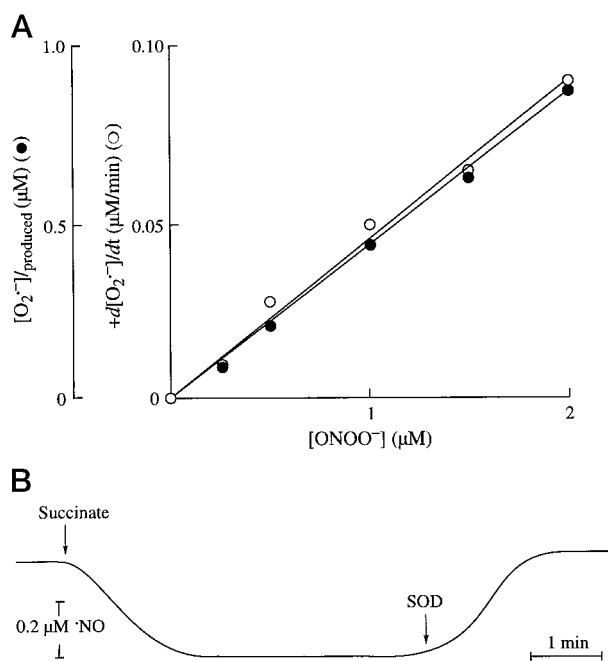 A
1.0
0.5
0
[O₂•⁻]/produced (μM) (●)
0.10
0.05
0
+d[O₂•⁻]/dt (μM/min) (○)
1
2
[ONOO⁻] (μM)
B
Succinate
0.2 μM •NO
SOD
1 min